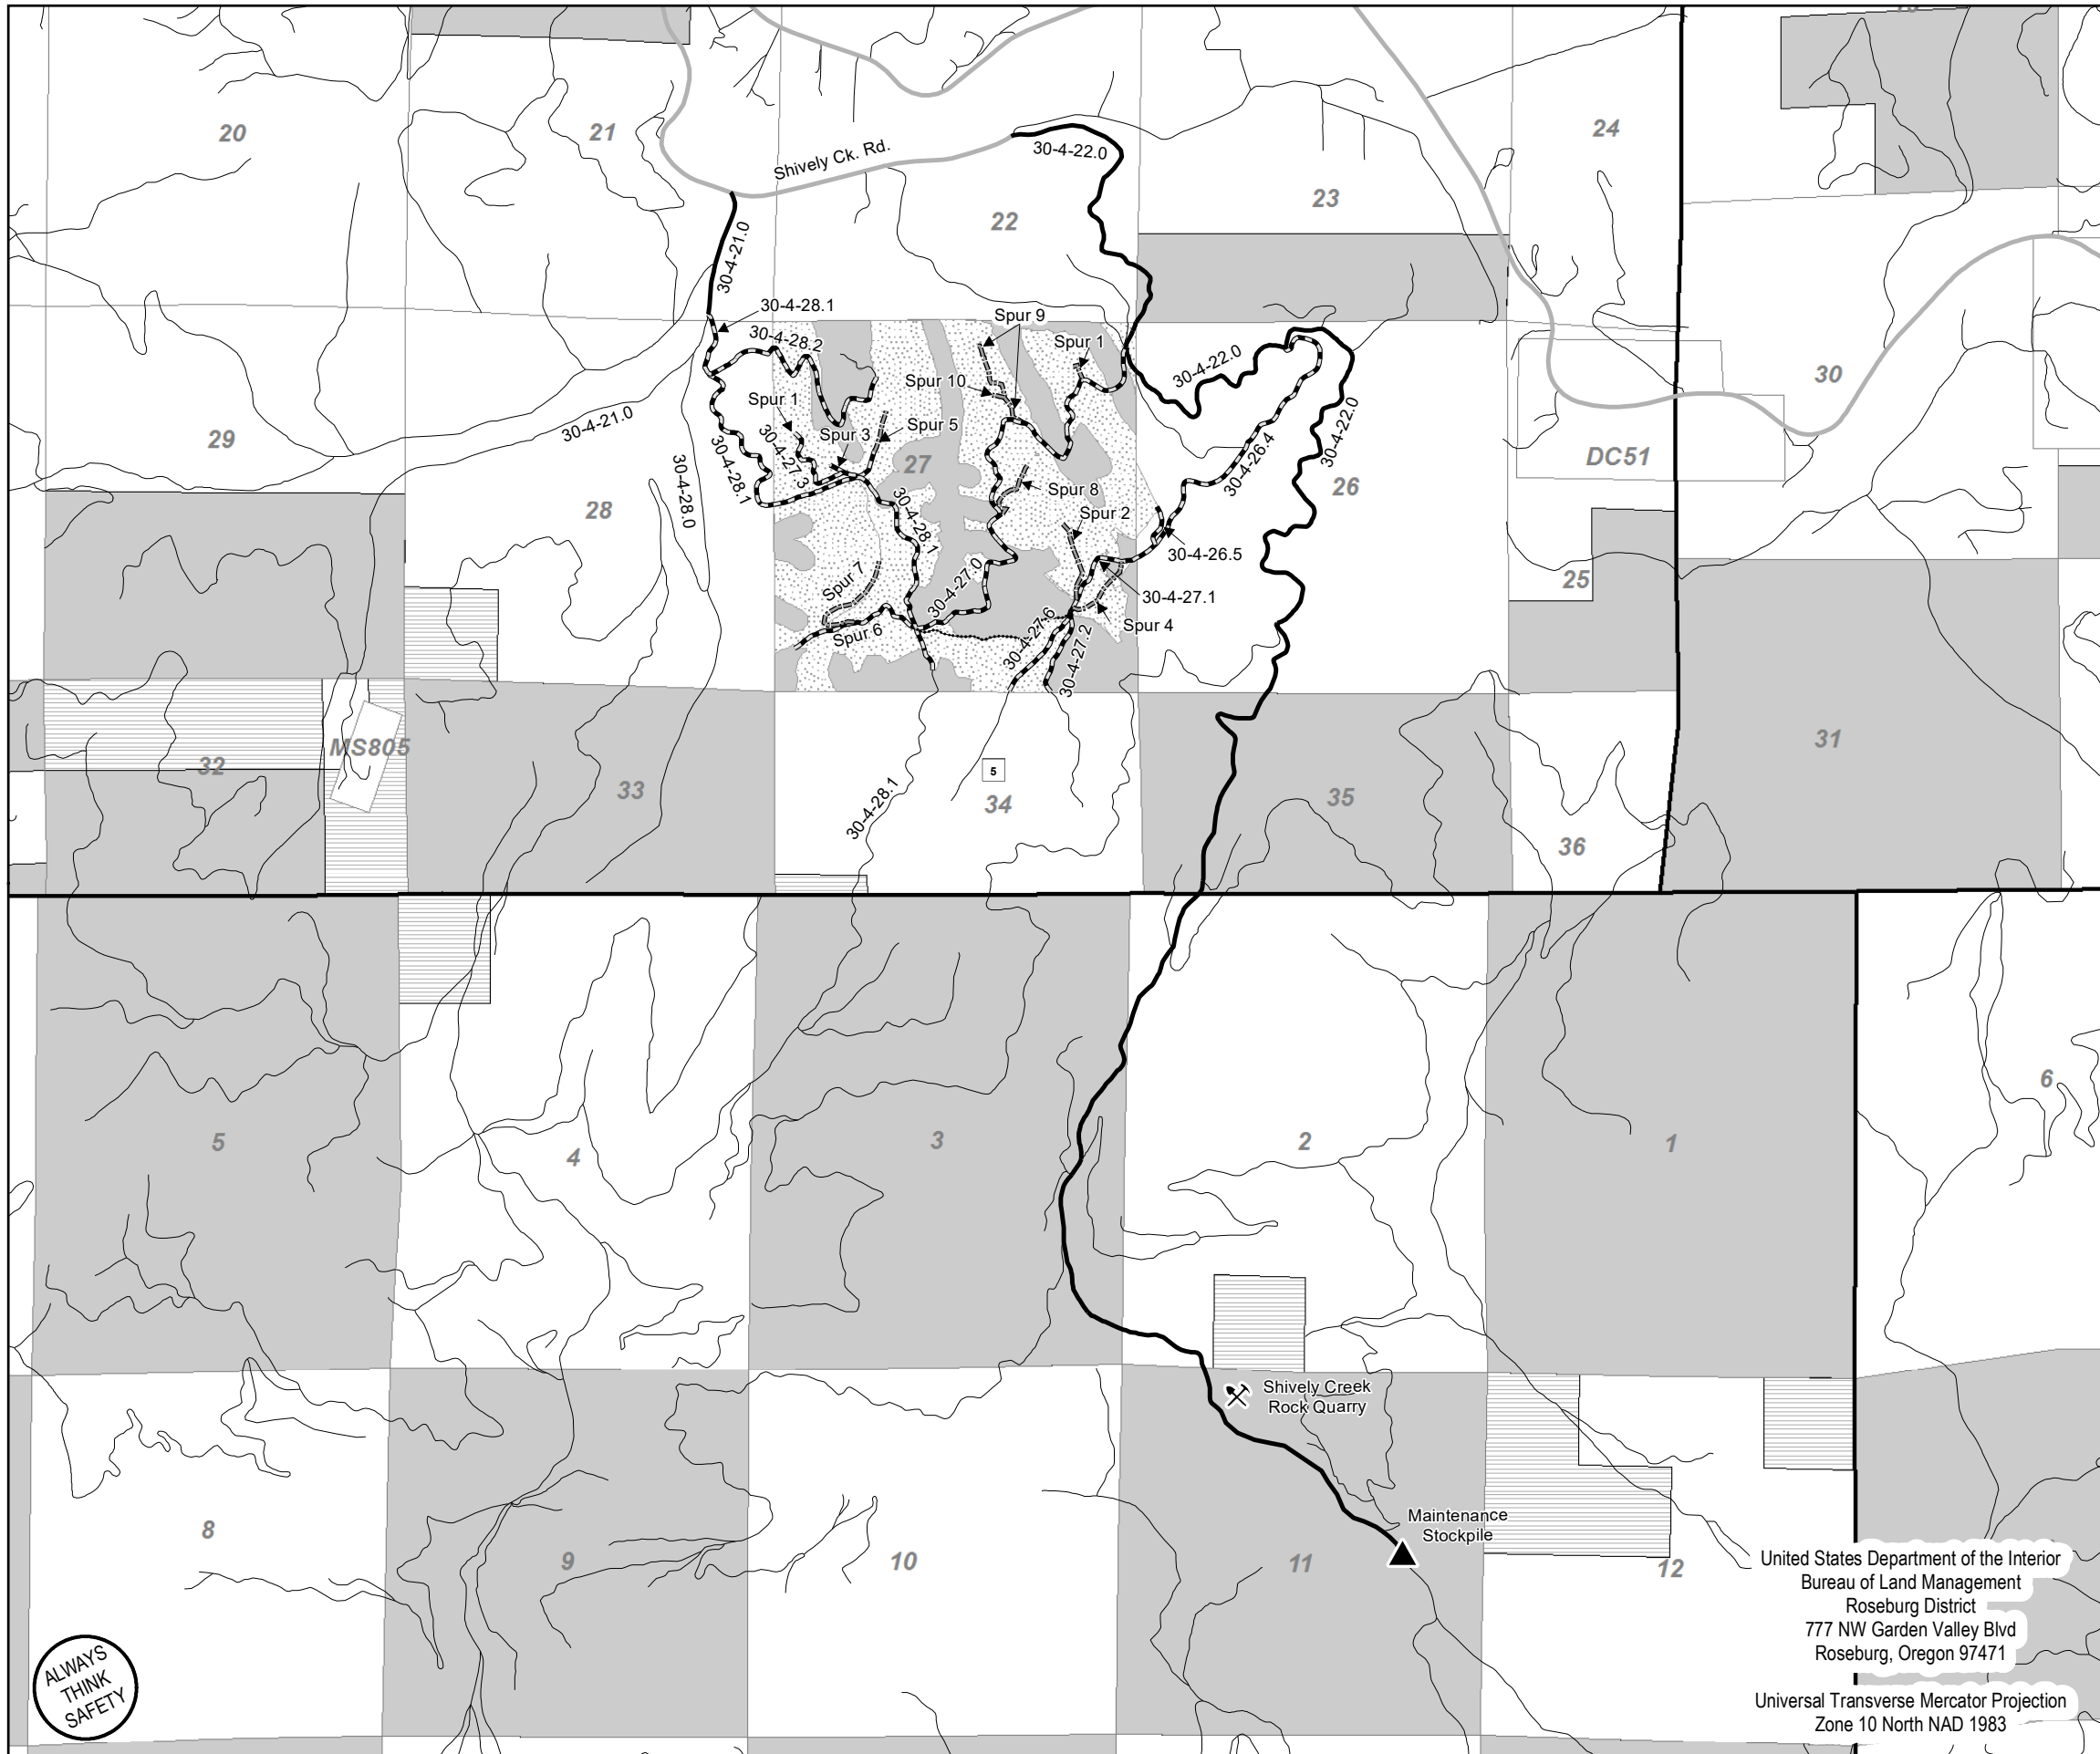 20
21
24
Shively Ck. Rd.
30-4-22.0
22
23
30-4-21.0
30-4-28.1
30-4-28.2
Spur 9
Spur 1
30-4-22.0
Spur 10
30
29
30-4-21.0
Spur 1
Spur 3
Spur 5
30-4-28.1
30-4-27.3
27
30-4-26.4
30-4-22.0
DC51
26
28
30-4-28.0
Spur 8
Spur 2
30-4-28.1
30-4-26.5
25
Spur 7
30-4-27.0
30-4-27.1
Spur 6
30-4-27.6
30-4-27.2
Spur 4
32
MS805
33
30-4-28.1
5
34
35
36
31
5
4
3
2
1
6
Shively Creek
Rock Quarry
8
9
10
11
12
Maintenance
Stockpile
ALWAYS
THINK
SAFETY
United States Department of the Interior
Bureau of Land Management
Roseburg District
777 NW Garden Valley Blvd
Roseburg, Oregon 97471
Universal Transverse Mercator Projection
Zone 10 North NAD 1983